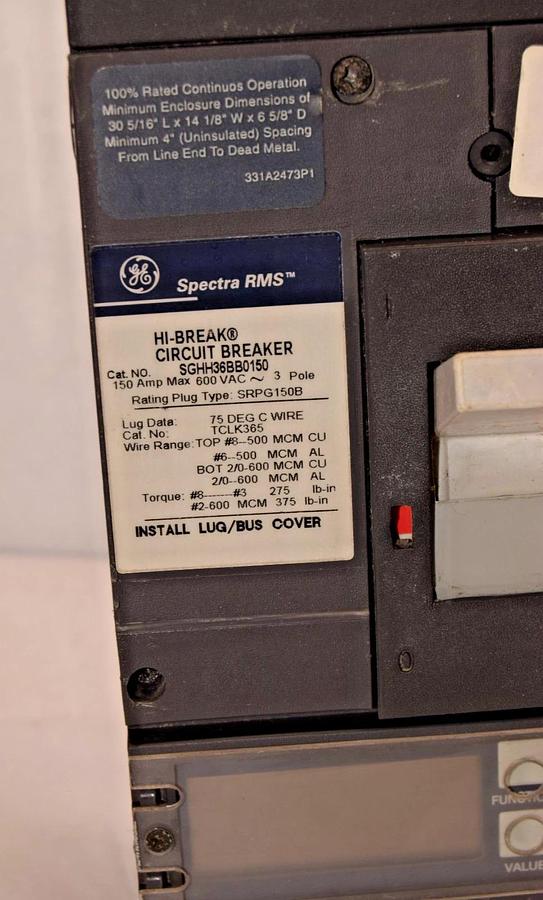 100% Rated Continuos Operation
Minimum Enclosure Dimensions of
30 5/16" L x 14 1/8" W x 6 5/8" D
Minimum 4" (Uninsulated) Spacing
From Line End To Dead Metal.
331A2473P1
GE Spectra RMS™
HI-BREAK®
CIRCUIT BREAKER
Cat. NO. SGHH36BB0150
150 Amp Max 600 VAC ~ 3 Pole
Rating Plug Type: SRPG150B
Lug Data: 75 DEG C WIRE
Cat. No: TCLK365
Wire Range: TOP #8--500 MCM CU
#6--500 MCM AL
BOT 2/0-600 MCM CU
2/0--600 MCM AL
Torque: #8-------#3 275 lb-in
#2-600 MCM 375 lb-in
INSTALL LUG/BUS COVER
O
FUNCTIO
VALUE